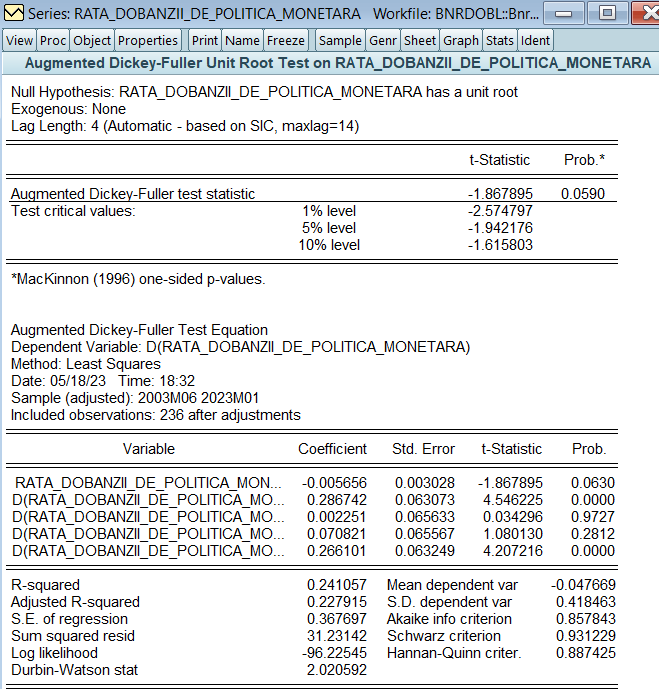 Series: RATA_DOBANZII_DE_POLITICA_MONETARA Workfile: BNRDOBL::Bnr...
View Proc Object Properties Print Name Freeze Sample Genr Sheet Graph Stats Ident
Augmented Dickey-Fuller Unit Root Test on RATA_DOBANZII_DE_POLITICA_MONETARA
Null Hypothesis: RATA_DOBANZII_DE_POLITICA_MONETARA has a unit root
Exogenous: None
Lag Length: 4 (Automatic - based on SIC, maxlag=14)
t-Statistic Prob.*
Augmented Dickey-Fuller test statistic -1.867895 0.0590
Test critical values: 1% level -2.574797
5% level -1.942176
10% level -1.615803
*MacKinnon (1996) one-sided p-values.
Augmented Dickey-Fuller Test Equation
Dependent Variable: D(RATA_DOBANZII_DE_POLITICA_MONETARA)
Method: Least Squares
Date: 05/18/23 Time: 18:32
Sample (adjusted): 2003M06 2023M01
Included observations: 236 after adjustments
Variable Coefficient Std. Error t-Statistic Prob.
RATA_DOBANZII_DE_POLITICA_MON... -0.005656 0.003028 -1.867895 0.0630
D(RATA_DOBANZII_DE_POLITICA_MO... 0.286742 0.063073 4.546225 0.0000
D(RATA_DOBANZII_DE_POLITICA_MO... 0.002251 0.065633 0.034296 0.9727
D(RATA_DOBANZII_DE_POLITICA_MO... 0.070821 0.065567 1.080130 0.2812
D(RATA_DOBANZII_DE_POLITICA_MO... 0.266101 0.063249 4.207216 0.0000
R-squared 0.241057 Mean dependent var -0.047669
Adjusted R-squared 0.227915 S.D. dependent var 0.418463
S.E. of regression 0.367697 Akaike info criterion 0.857843
Sum squared resid 31.23142 Schwarz criterion 0.931229
Log likelihood -96.22545 Hannan-Quinn criter. 0.887425
Durbin-Watson stat 2.020592